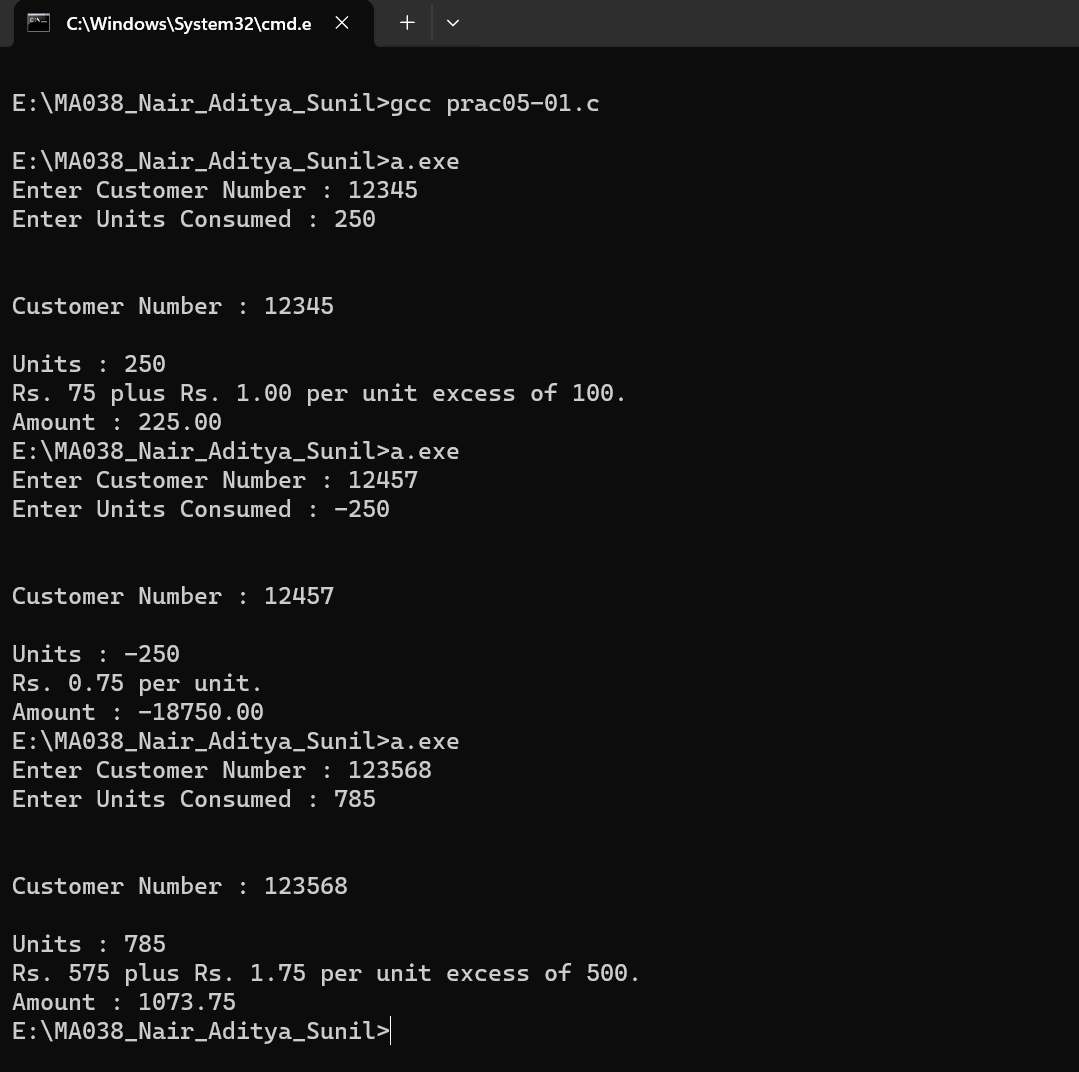 C:\Windows\System32\cmd.e
E:\MA038_Nair_Aditya_Sunil>gcc prac05-01.c
E:\MA038_Nair_Aditya_Sunil>a.exe
Enter Customer Number : 12345
Enter Units Consumed : 250
Customer Number : 12345
Units : 250
Rs. 75 plus Rs. 1.00 per unit excess of 100.
Amount : 225.00
E:\MA038_Nair_Aditya_Sunil>a.exe
Enter Customer Number : 12457
Enter Units Consumed : -250
Customer Number : 12457
Units : -250
Rs. 0.75 per unit.
Amount : -18750.00
E:\MA038_Nair_Aditya_Sunil>a.exe
Enter Customer Number : 123568
Enter Units Consumed : 785
Customer Number : 123568
Units : 785
Rs. 575 plus Rs. 1.75 per unit excess of 500.
Amount : 1073.75
E:\MA038_Nair_Aditya_Sunil>